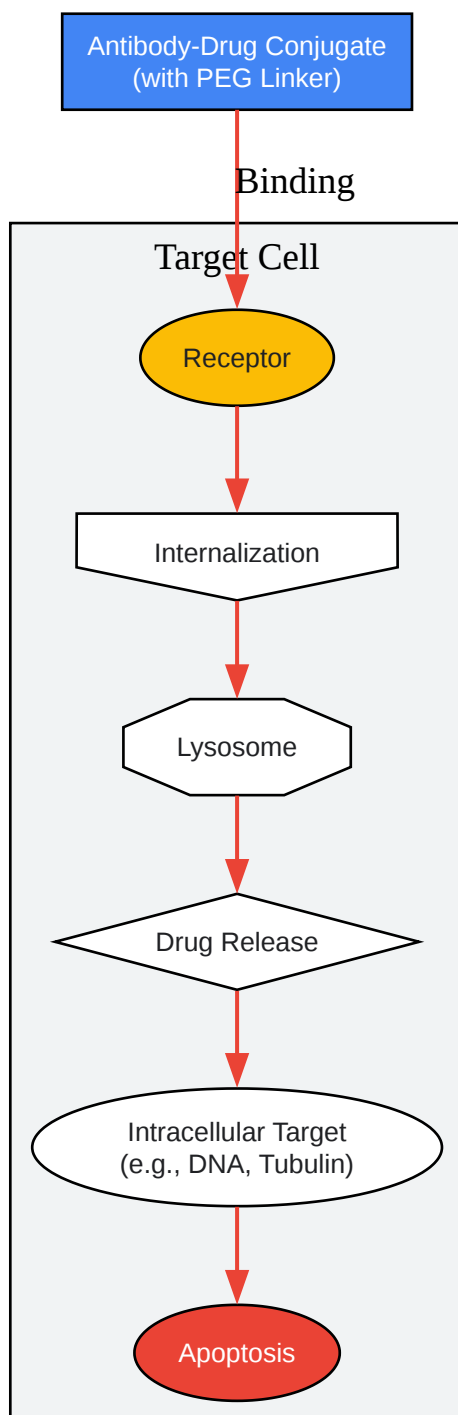 Antibody-Drug Conjugate
(with PEG Linker)
Binding
Target Cell
Receptor
Internalization
Lysosome
Drug Release
Intracellular Target
(e.g., DNA, Tubulin)
Apoptosis